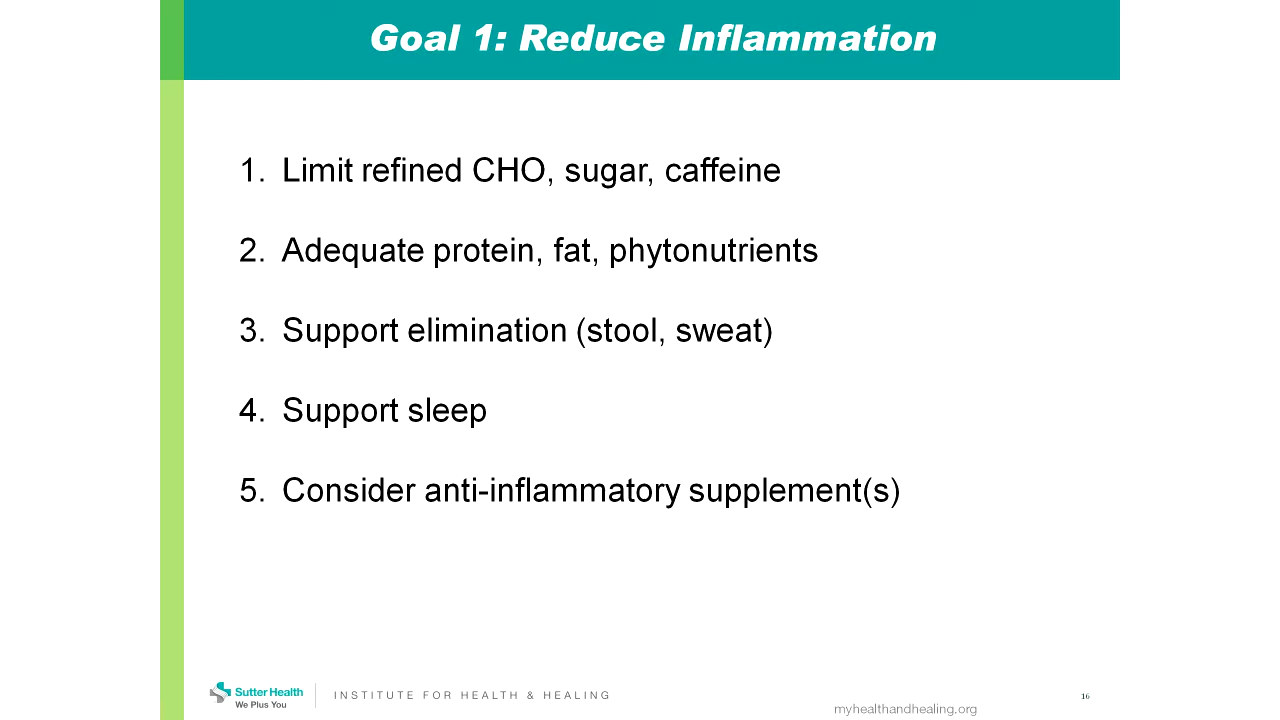 Goal 1: Reduce Inflammation
1. Limit refined CHO, sugar, caffeine
2. Adequate protein, fat, phytonutrients
3. Support elimination (stool, sweat)
4. Support sleep
5. Consider anti-inflammatory supplement(s)
Sutter Health
We Plus You
INSTITUTE FOR HEALTH & HEALING
16
myhealthandhealing.org